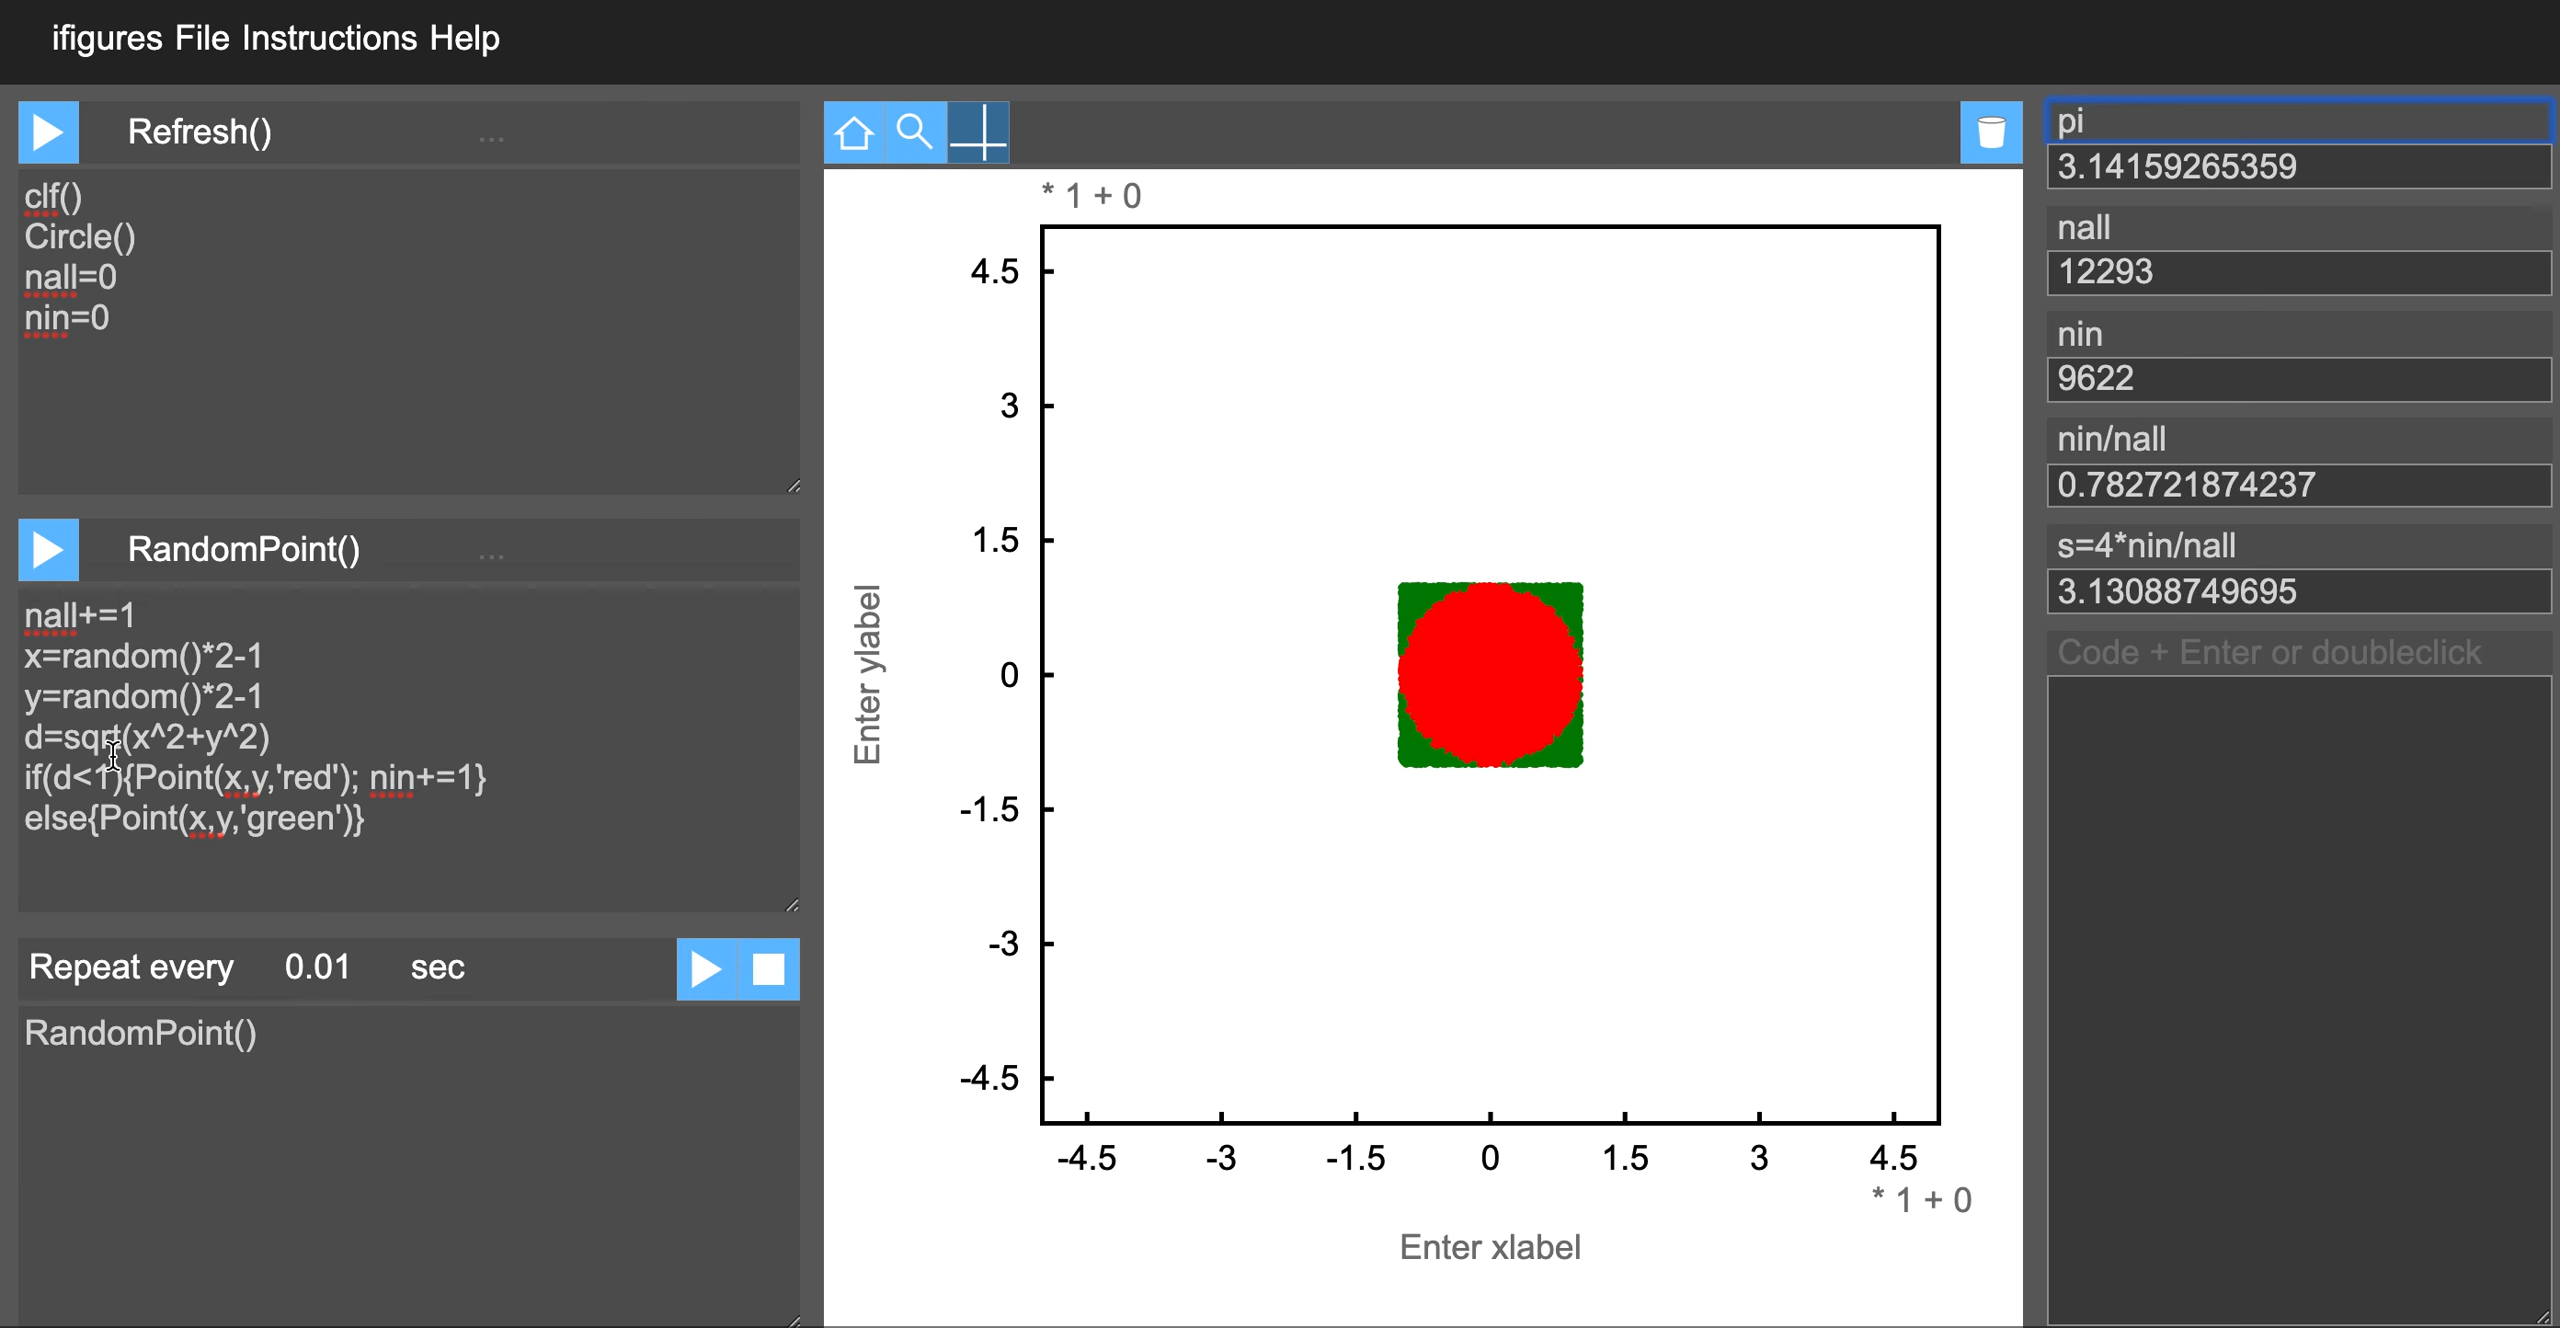 ifigures File Instructions Help
Refresh() ...
clf()
Circle()
nall=0
nin=0
RandomPoint() ...
nall+=1
x=random()*2-1
y=random()*2-1
d=sqrt(x^2+y^2)
if(d<1){Point(x,y,'red'); nin+=1}
else{Point(x,y,'green')}
Repeat every 0.01 sec
RandomPoint()
* 1 + 0
4.5
3
1.5
0
-1.5
-3
-4.5
Enter ylabel
-4.5 -3 -1.5 0 1.5 3 4.5
* 1 + 0
Enter xlabel
pi
3.14159265359
nall
12293
nin
9622
nin/nall
0.782721874237
s=4*nin/nall
3.13088749695
Code + Enter or doubleclick